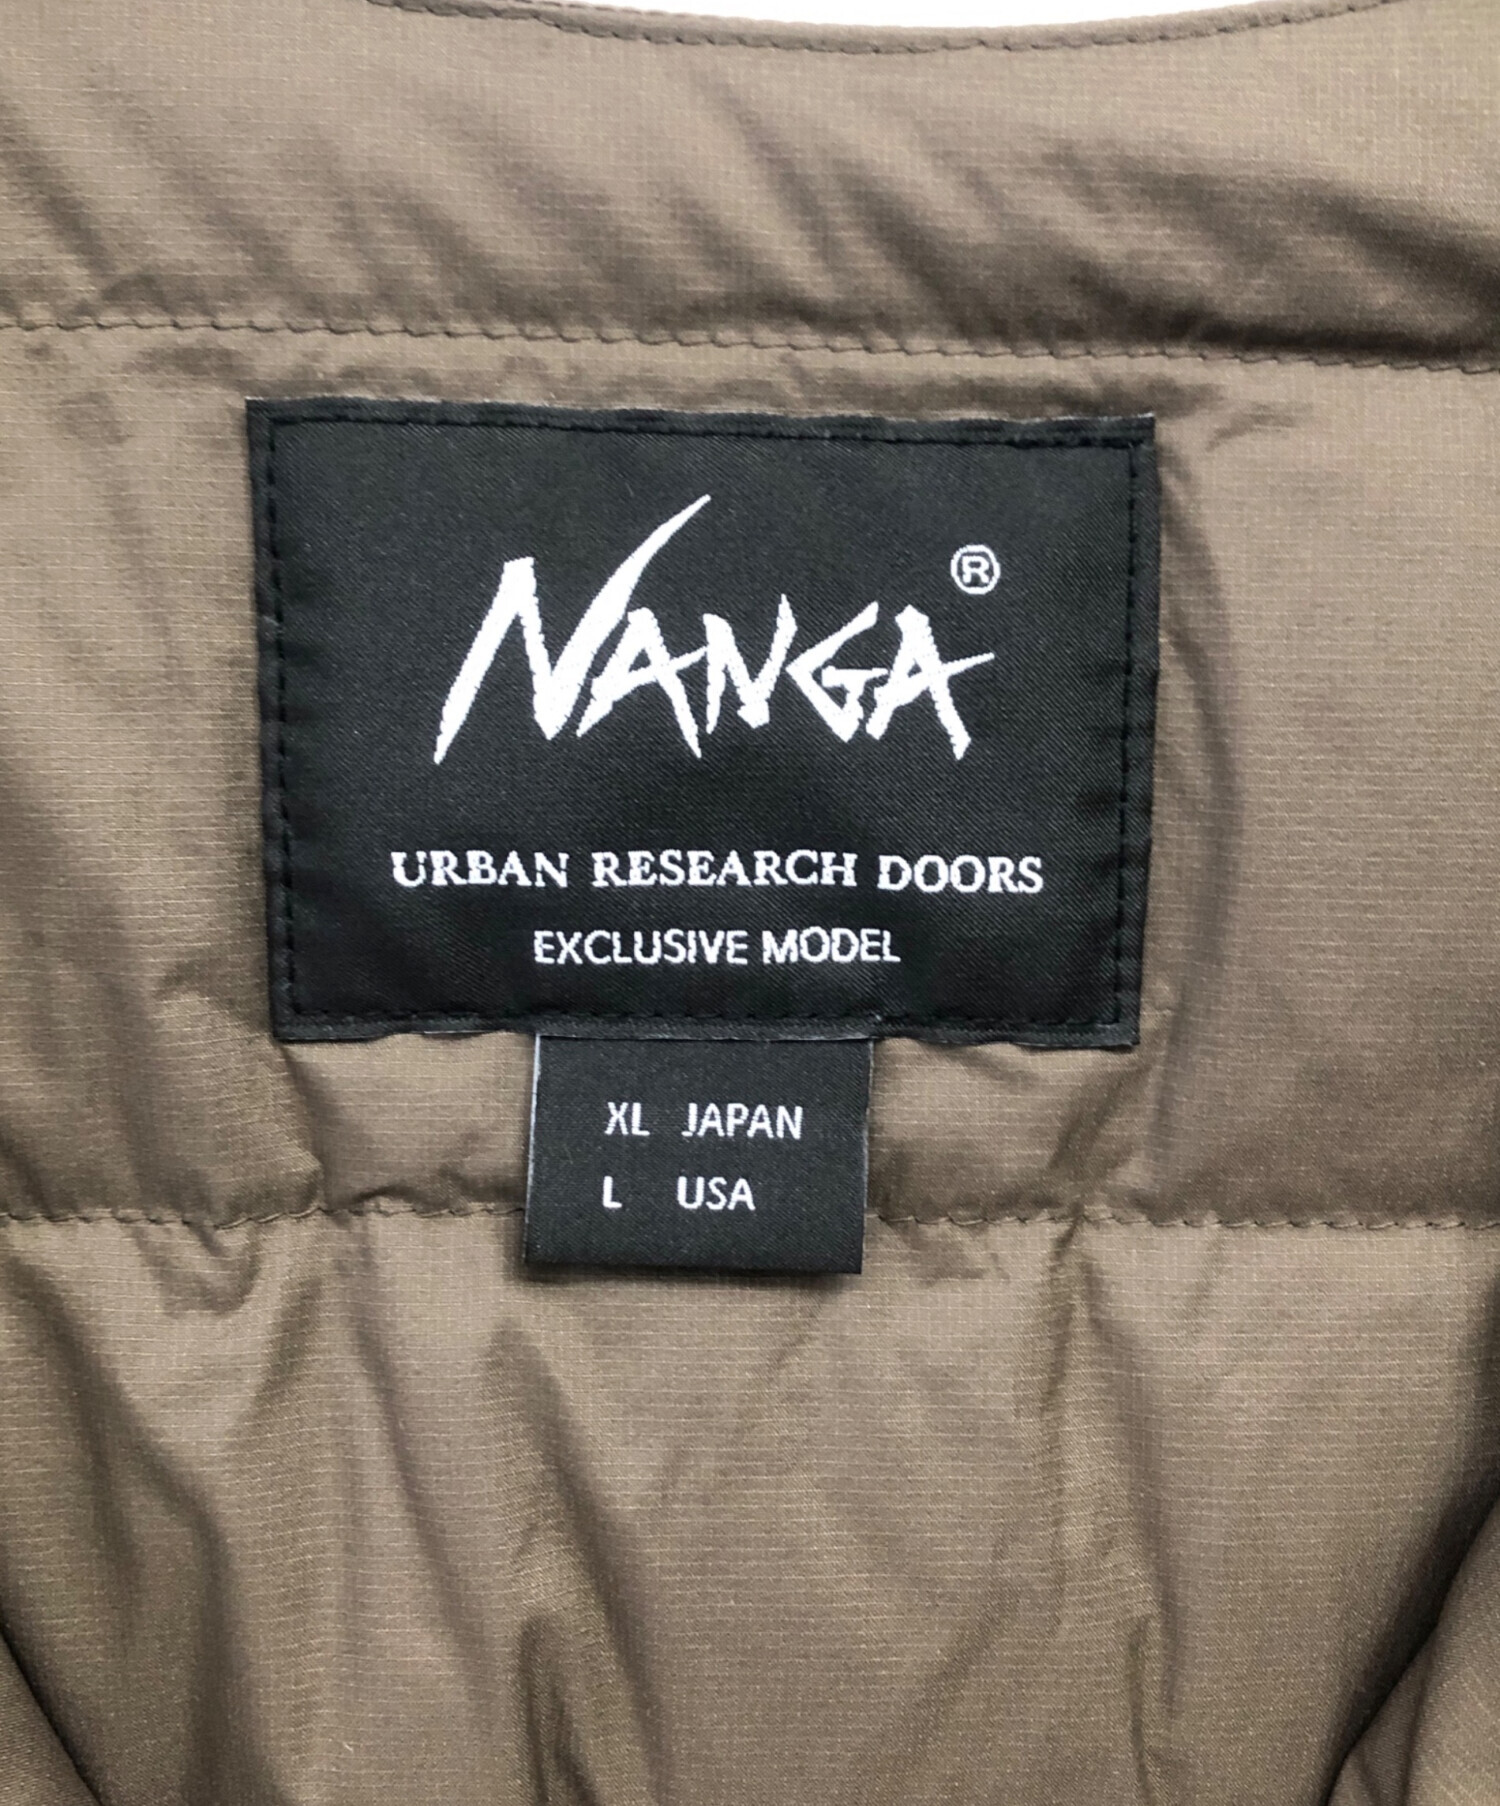 NANGA®
URBAN RESEARCH DOORS
EXCLUSIVE MODEL
XL JAPAN
L USA